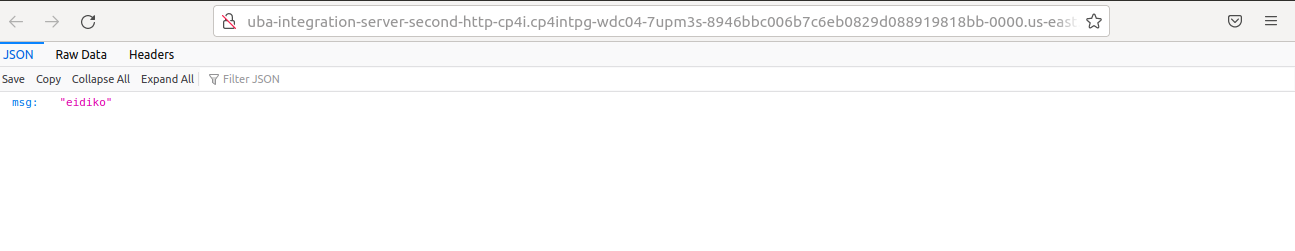 uba-integration-server-second-http-cp4i.cp4intpg-wdc04-7upm3s-8946bbc006b7c6eb0829d088919818bb-0000.us-east
JSON Raw Data Headers
Save Copy Collapse All Expand All Filter JSON
msg: "eidiko"